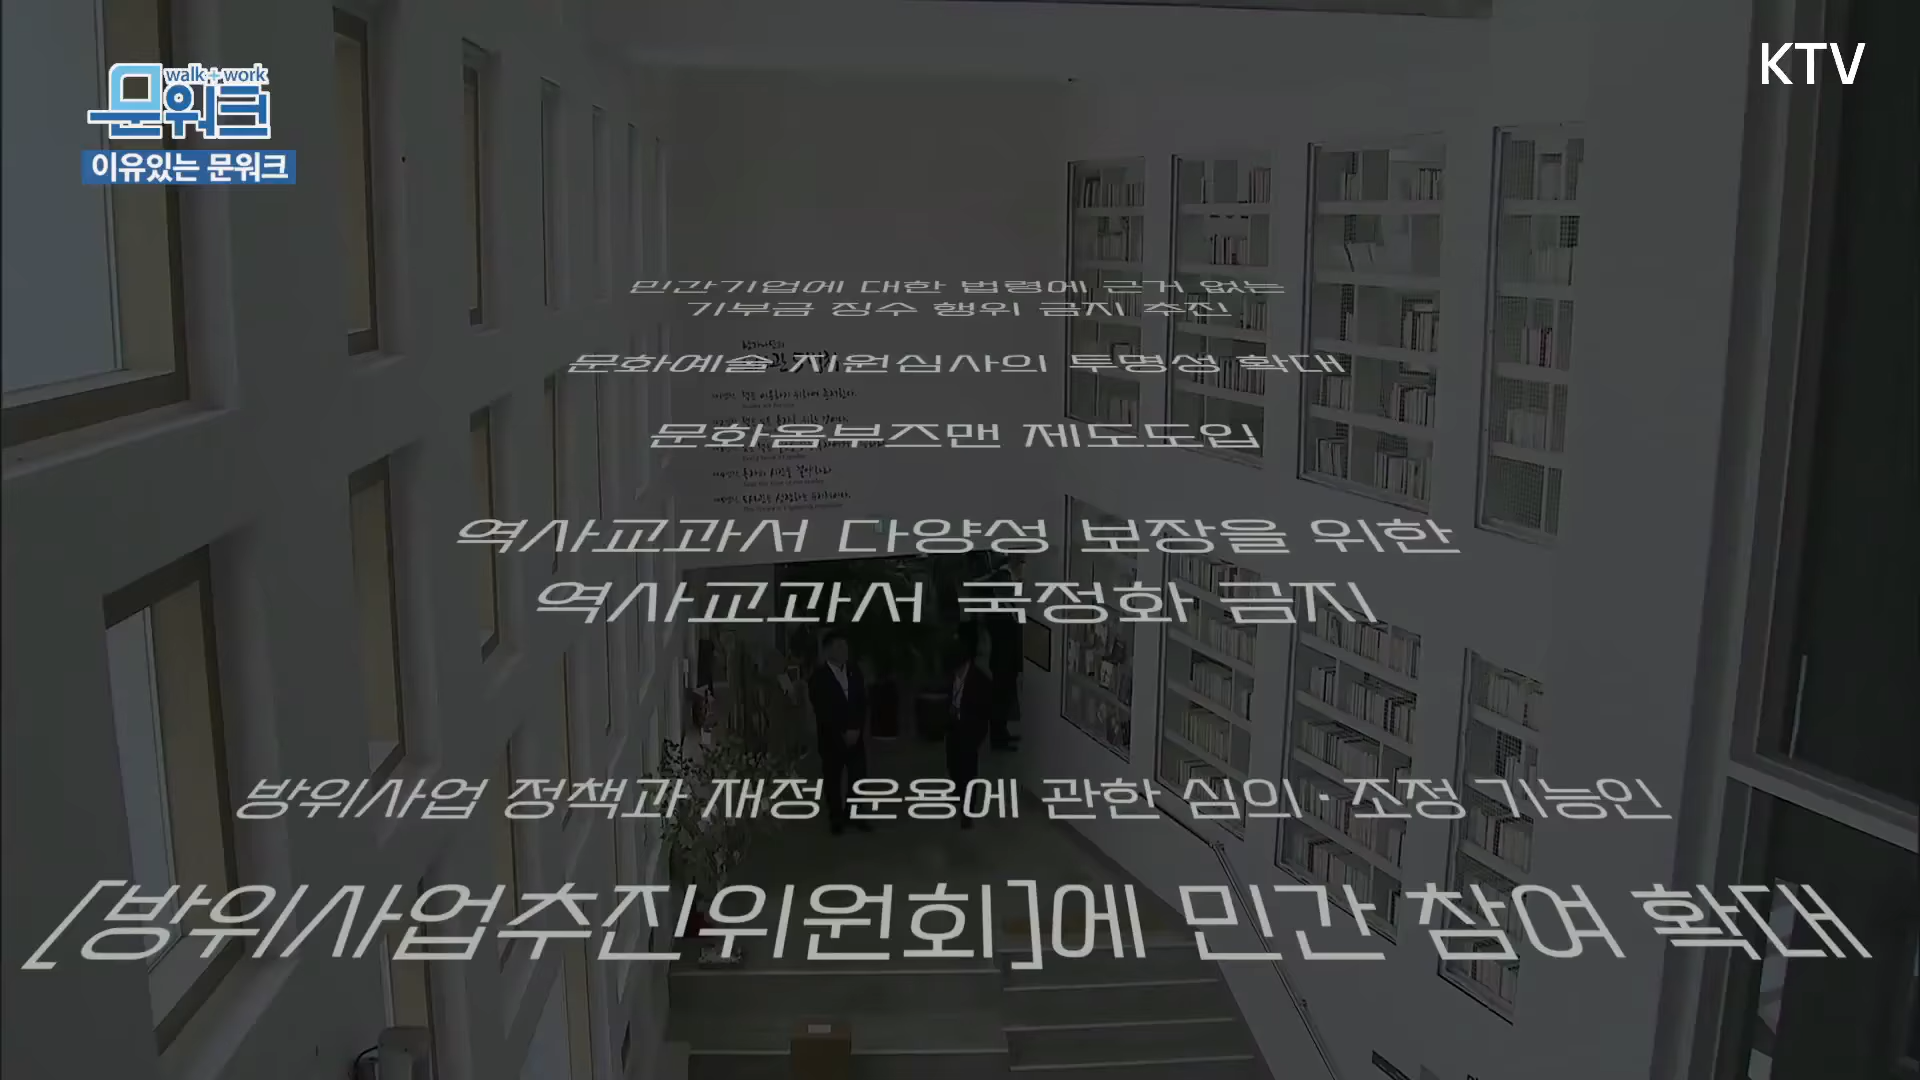 walk+work
문워크
이유있는 문워크
KTV
민간기업에 대한 법령에 근거 없는
기부금 징수 행위 금지 추진
문화예술 지원심사의 투명성 확대
문화옴부즈맨 제도도입
역사교과서 다양성 보장을 위한
역사교과서 국정화 금지
방위사업 정책과 재정 운용에 관한 심의·조정 기능인
[방위사업추진위원회]에 민간 참여 확대